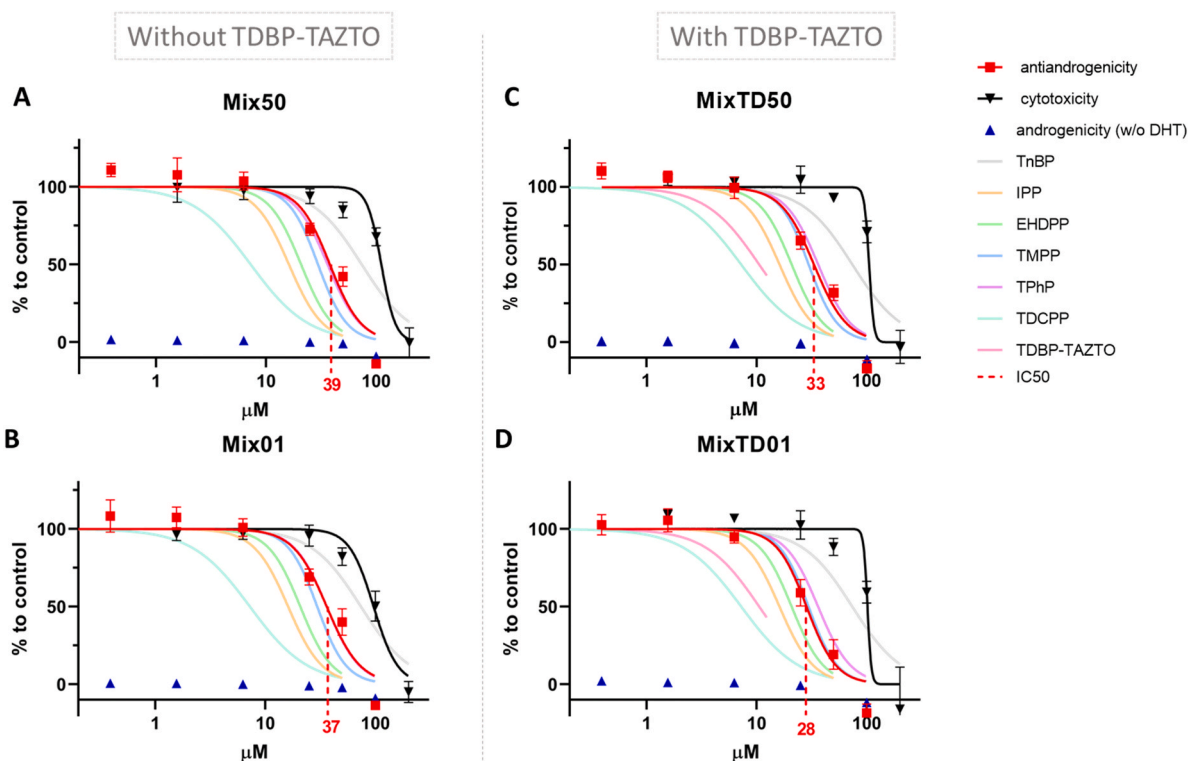 Without TDBP-TAZTO
With TDBP-TAZTO
A
Mix50
% to control
100
50
0
1
10
100
39
μM
B
Mix01
% to control
100
50
0
1
10
100
37
μM
C
MixTD50
% to control
100
50
0
1
10
100
33
μM
D
MixTD01
% to control
100
50
0
1
10
100
28
μM
antiandrogenicity
cytotoxicity
androgenicity (w/o DHT)
TnBP
IPP
EHDPP
TMPP
TPhP
TDCPP
TDBP-TAZTO
IC50